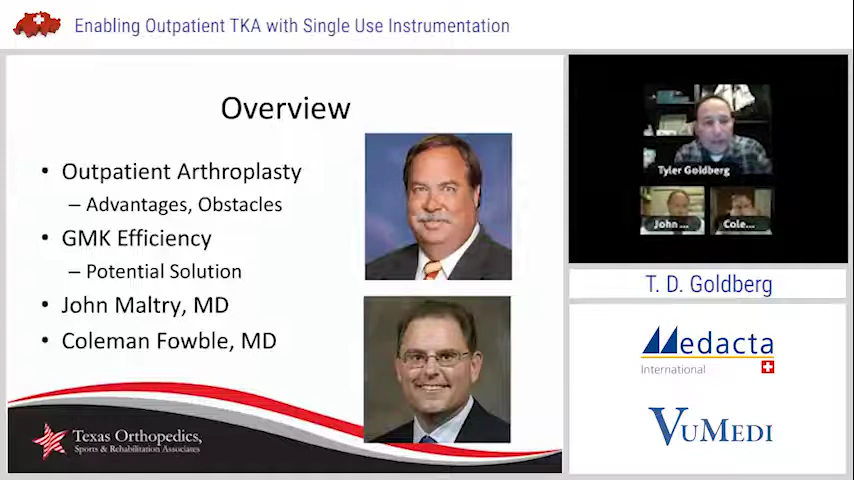 Enabling Outpatient TKA with Single Use Instrumentation
Overview
• Outpatient Arthroplasty
– Advantages, Obstacles
• GMK Efficiency
– Potential Solution
• John Maltry, MD
• Coleman Fowble, MD
Texas Orthopedics,
Sports & Rehabilitation Associates
Tyler Goldberg
John ...
Cole...
T. D. Goldberg
Medacta
International
VUMEDI